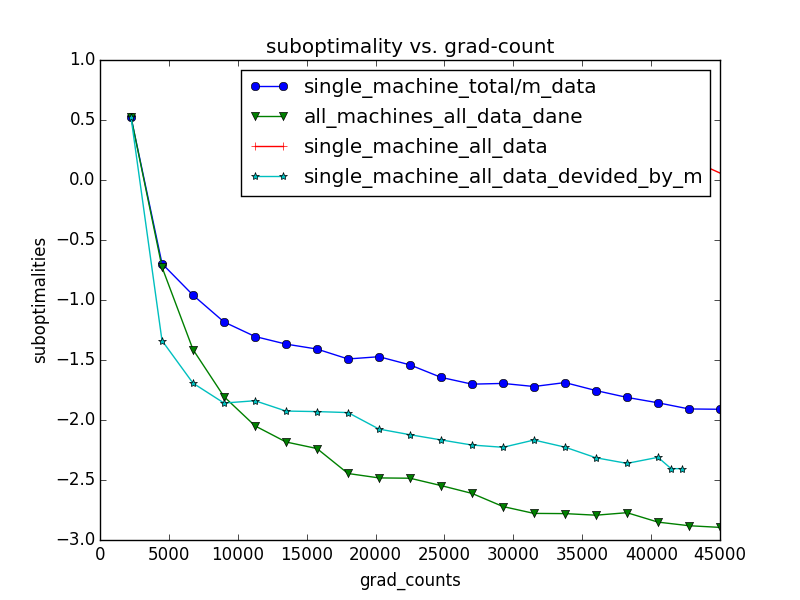 suboptimality vs. grad-count
single_machine_total/m_data
all_machines_all_data_dane
single_machine_all_data
single_machine_all_data_devided_by_m
suboptimalities
1.0
0.5
0.0
−0.5
−1.0
−1.5
−2.0
−2.5
−3.0
0 5000 10000 15000 20000 25000 30000 35000 40000 45000
grad_counts